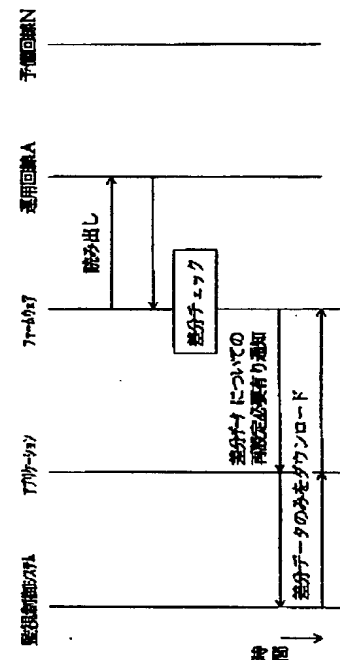 監視制御システム
アプリケーション
ファームウェア
運用回線A
予備回線N
読み出し
差分チェック
差分データについての
再設定必要有り通知
差分データのみをダウンロード
時間